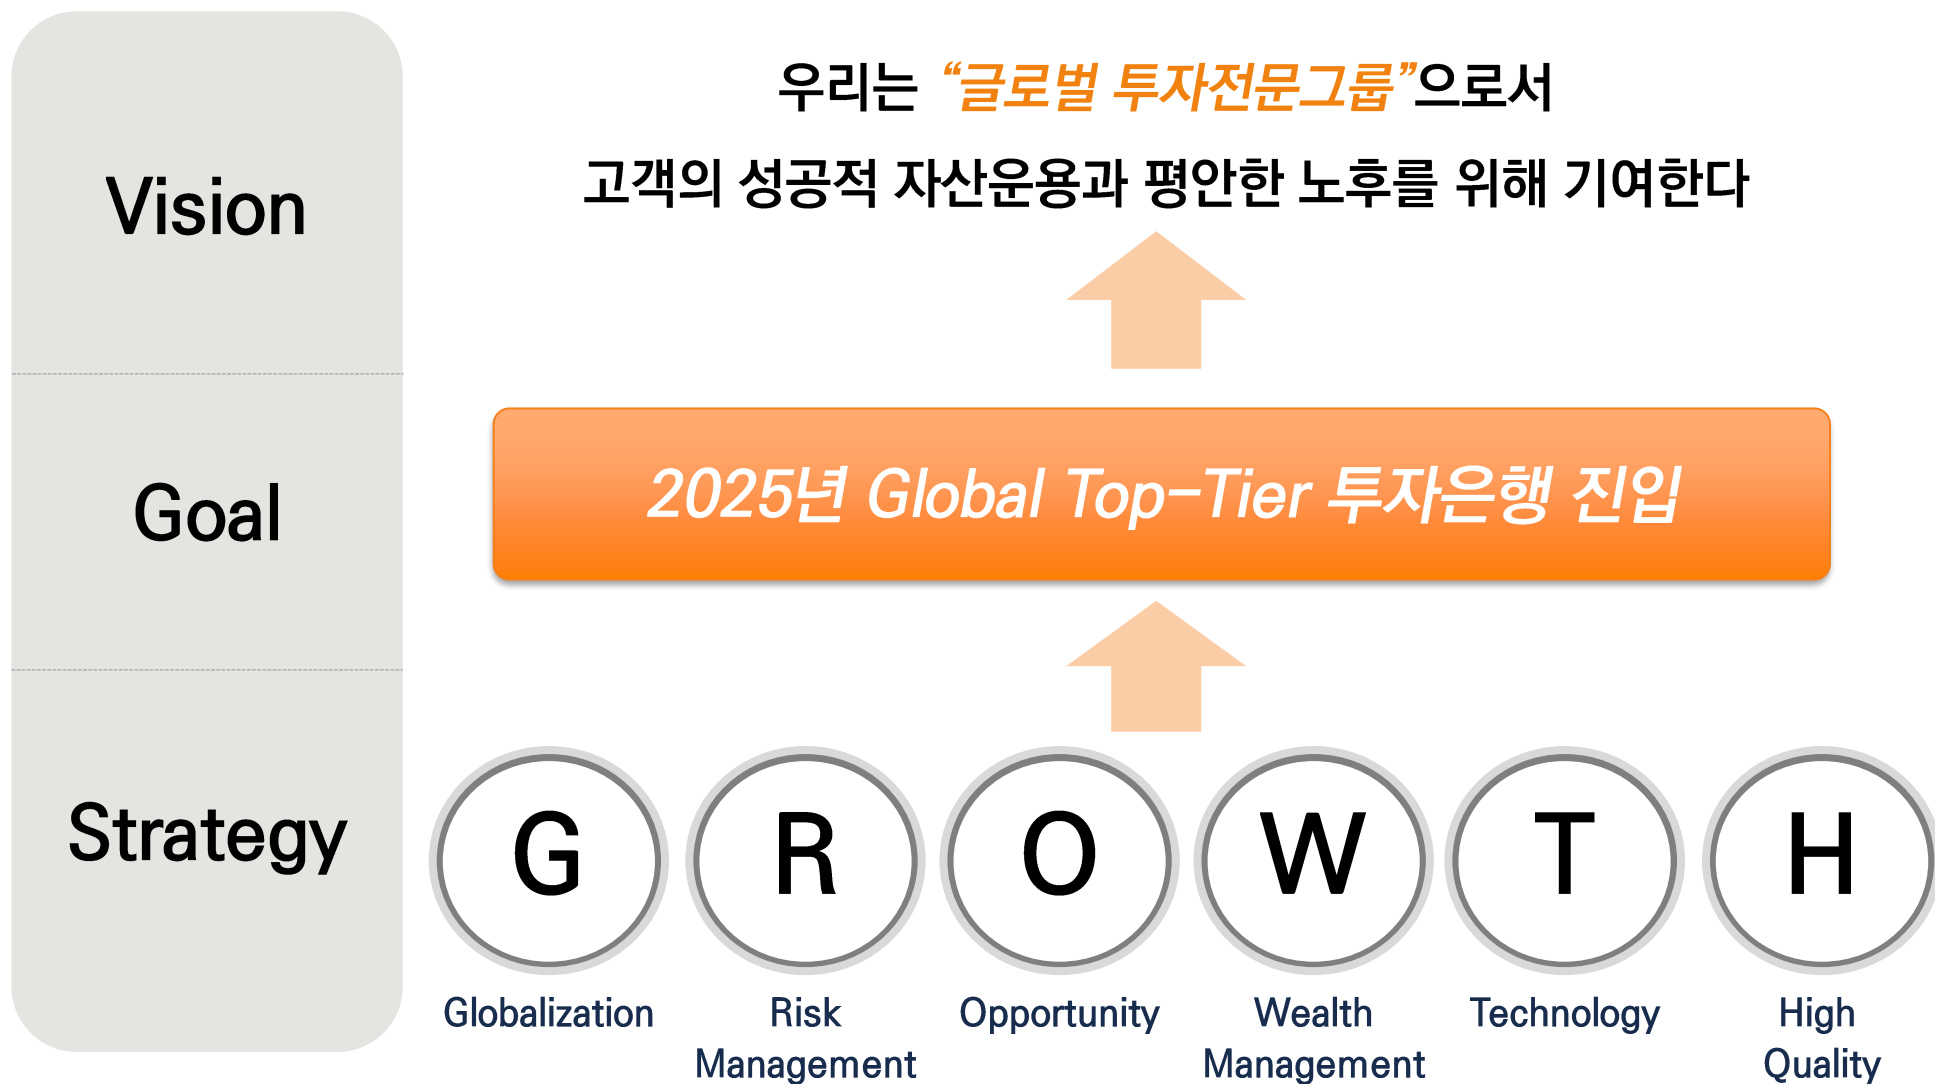 Vision
우리는 “글로벌 투자전문그룹”으로서
고객의 성공적 자산운용과 평안한 노후를 위해 기여한다
Goal
2025년 Global Top-Tier 투자은행 진입
Strategy
G R O W T H
Globalization
Risk
Management
Opportunity
Wealth
Management
Technology
High
Quality